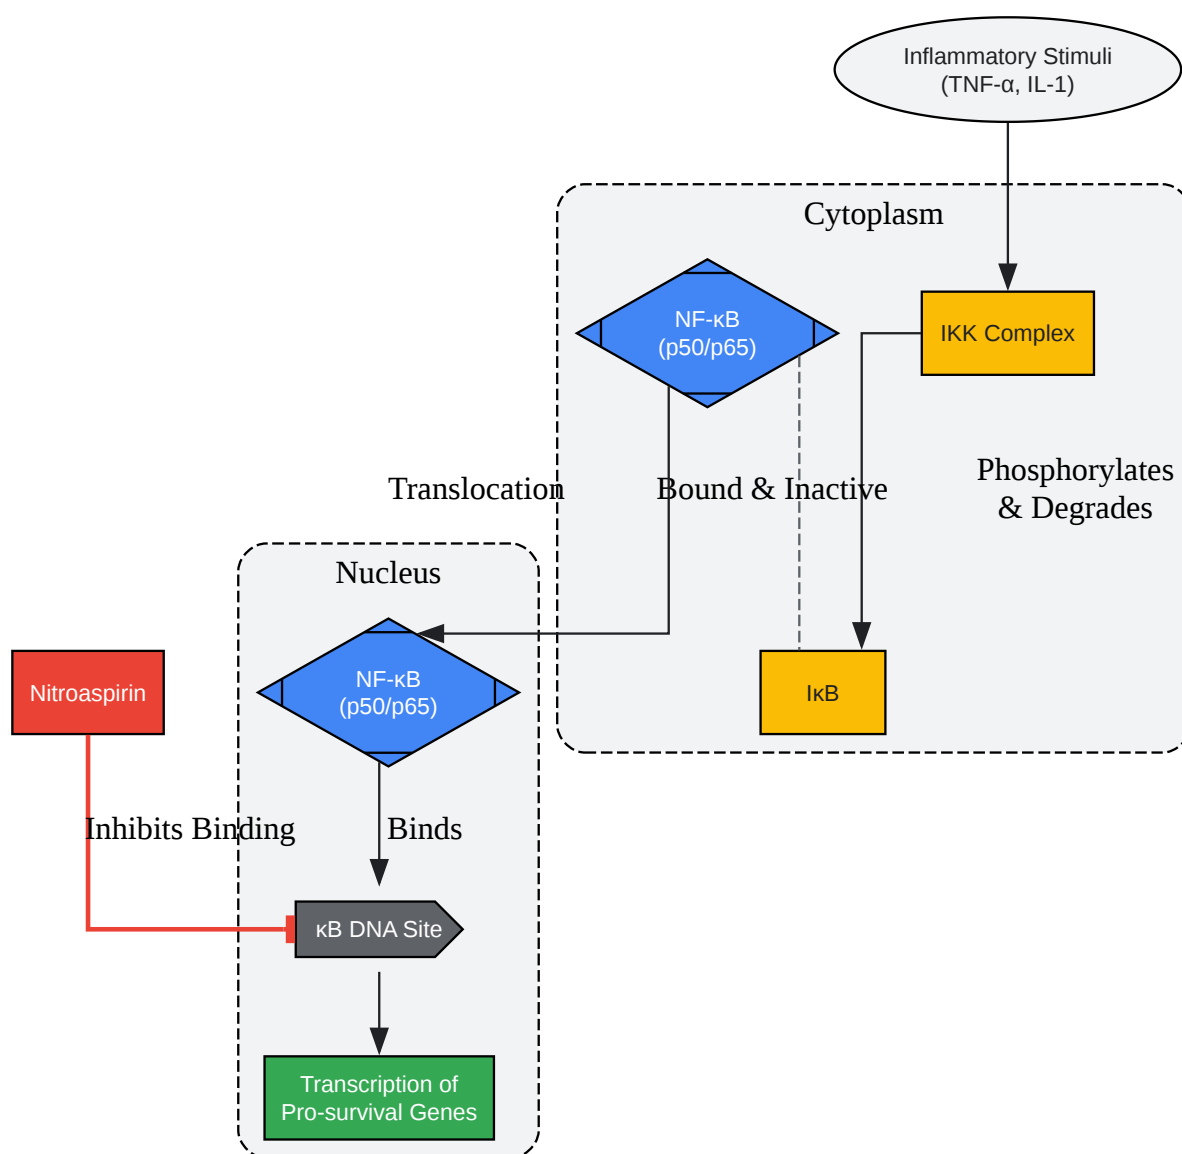 Inflammatory Stimuli
(TNF-α, IL-1)
Cytoplasm
NF-κB
(p50/p65)
IKK Complex
Translocation
Bound & Inactive
Phosphorylates
& Degrades
Nucleus
NF-κB
(p50/p65)
Nitroaspirin
IκB
Inhibits Binding
Binds
κB DNA Site
Transcription of
Pro-survival Genes